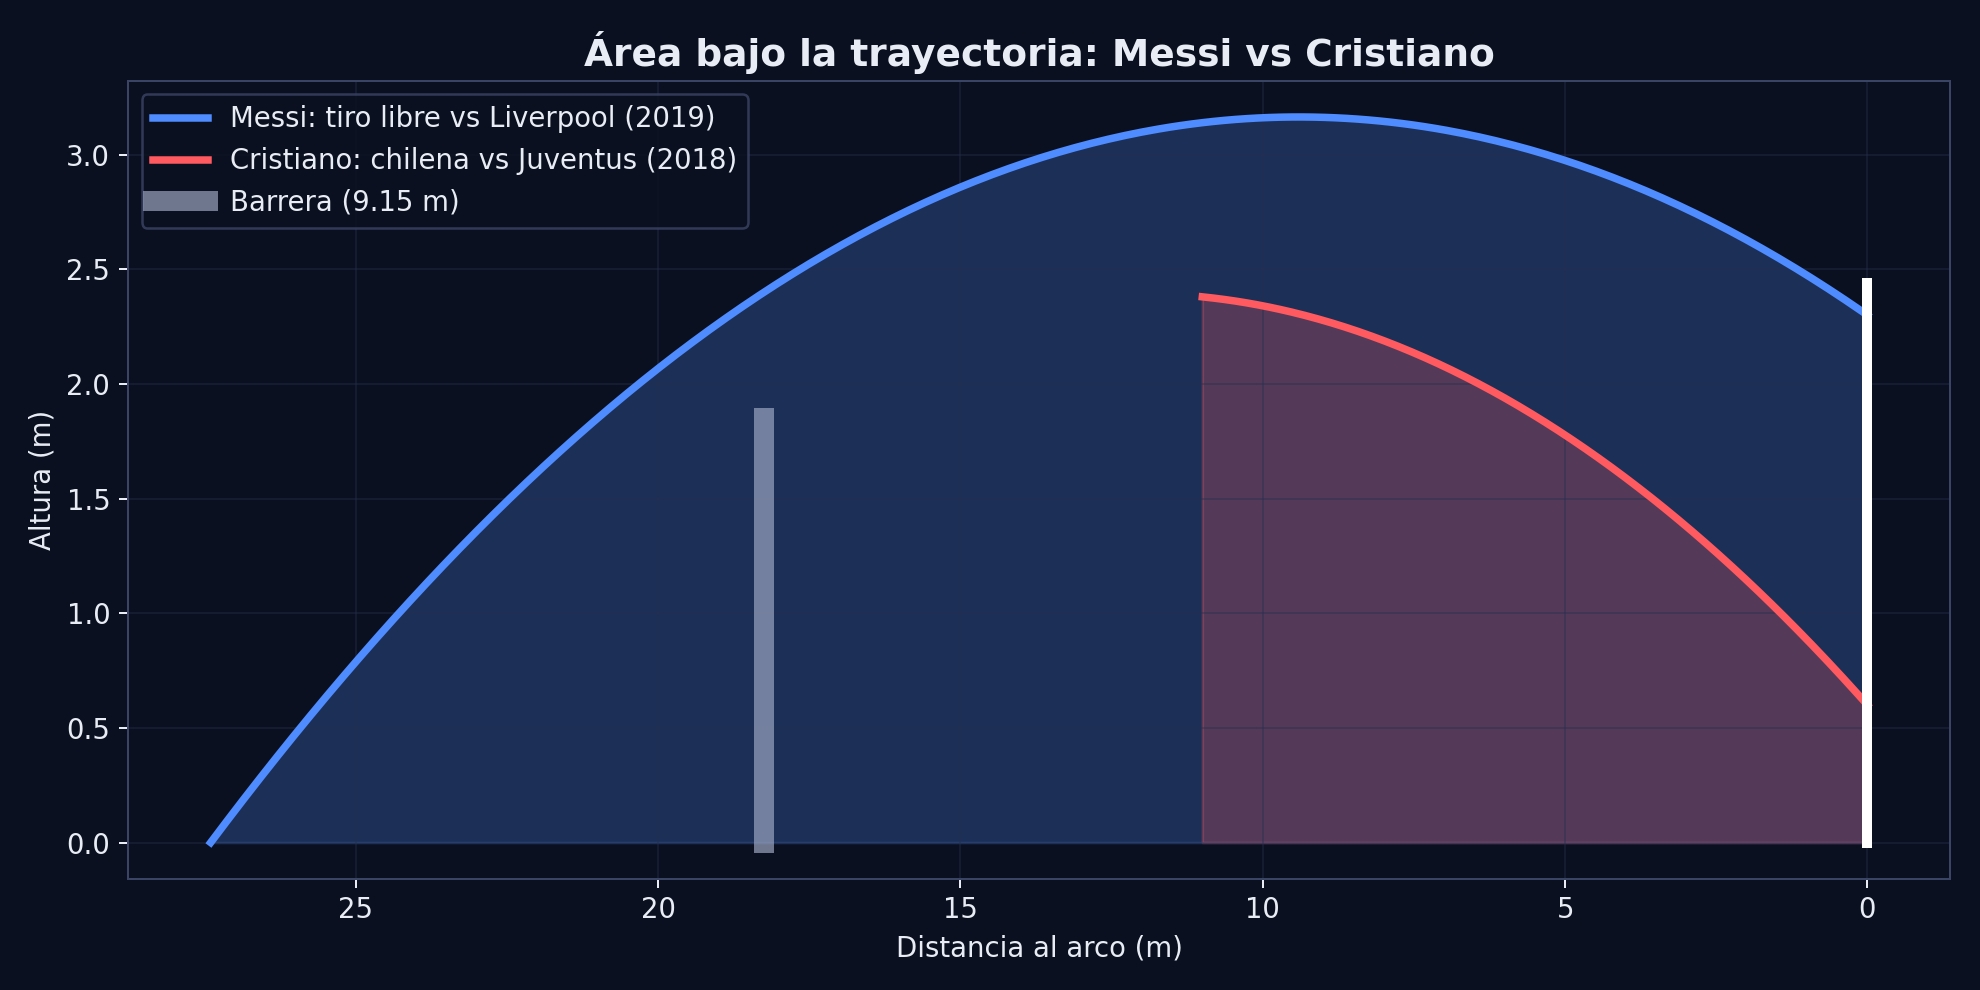 Área bajo la trayectoria: Messi vs Cristiano
Messi: tiro libre vs Liverpool (2019)
Cristiano: chilena vs Juventus (2018)
Barrera (9.15 m)
Altura (m)
3.0
2.5
2.0
1.5
1.0
0.5
0.0
25 20 15 10 5 0
Distancia al arco (m)